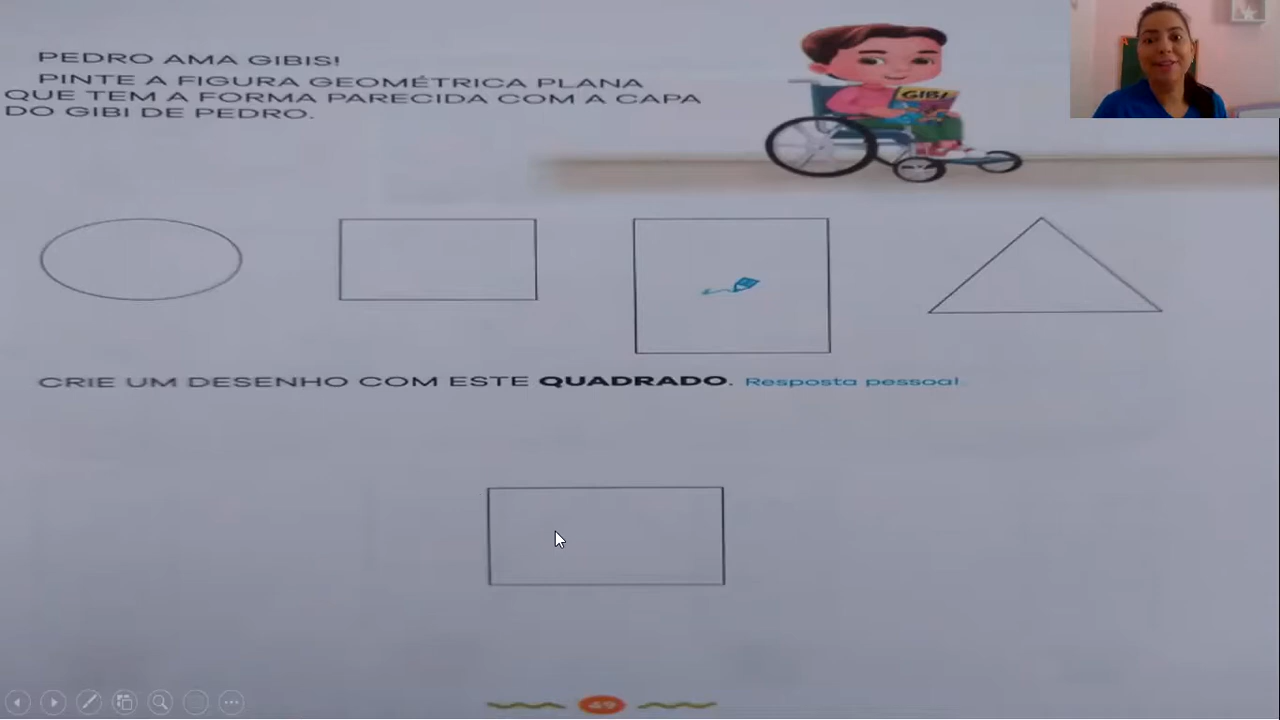 PEDRO AMA GIBIS!
PINTE A FIGURA GEOMÉTRICA PLANA
QUE TEM A FORMA PARECIDA COM A CAPA
DO GIBI DE PEDRO.
GIBI
CRIE UM DESENHO COM ESTE QUADRADO. Resposta pessoal.
49